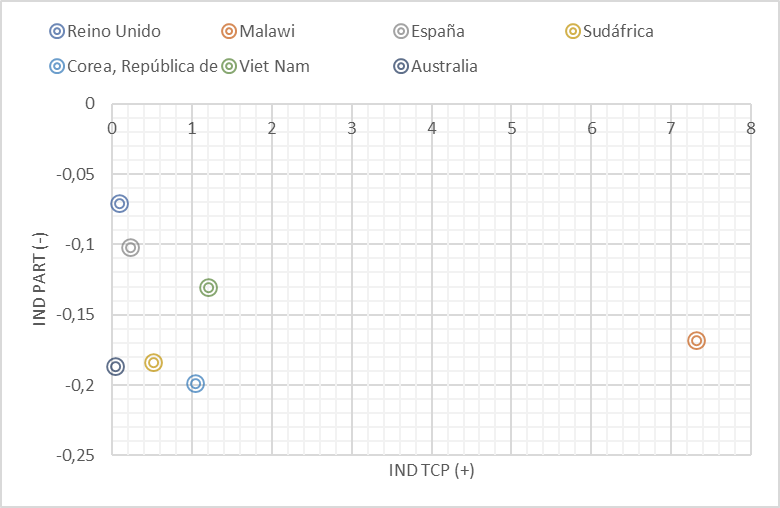 Reino Unido Malawi España Sudáfrica
Corea, República de Viet Nam Australia
0
0 1 2 3 4 5 6 7 8
-0,05
-0,1
-0,15
-0,2
-0,25
IND PART (-)
IND TCP (+)